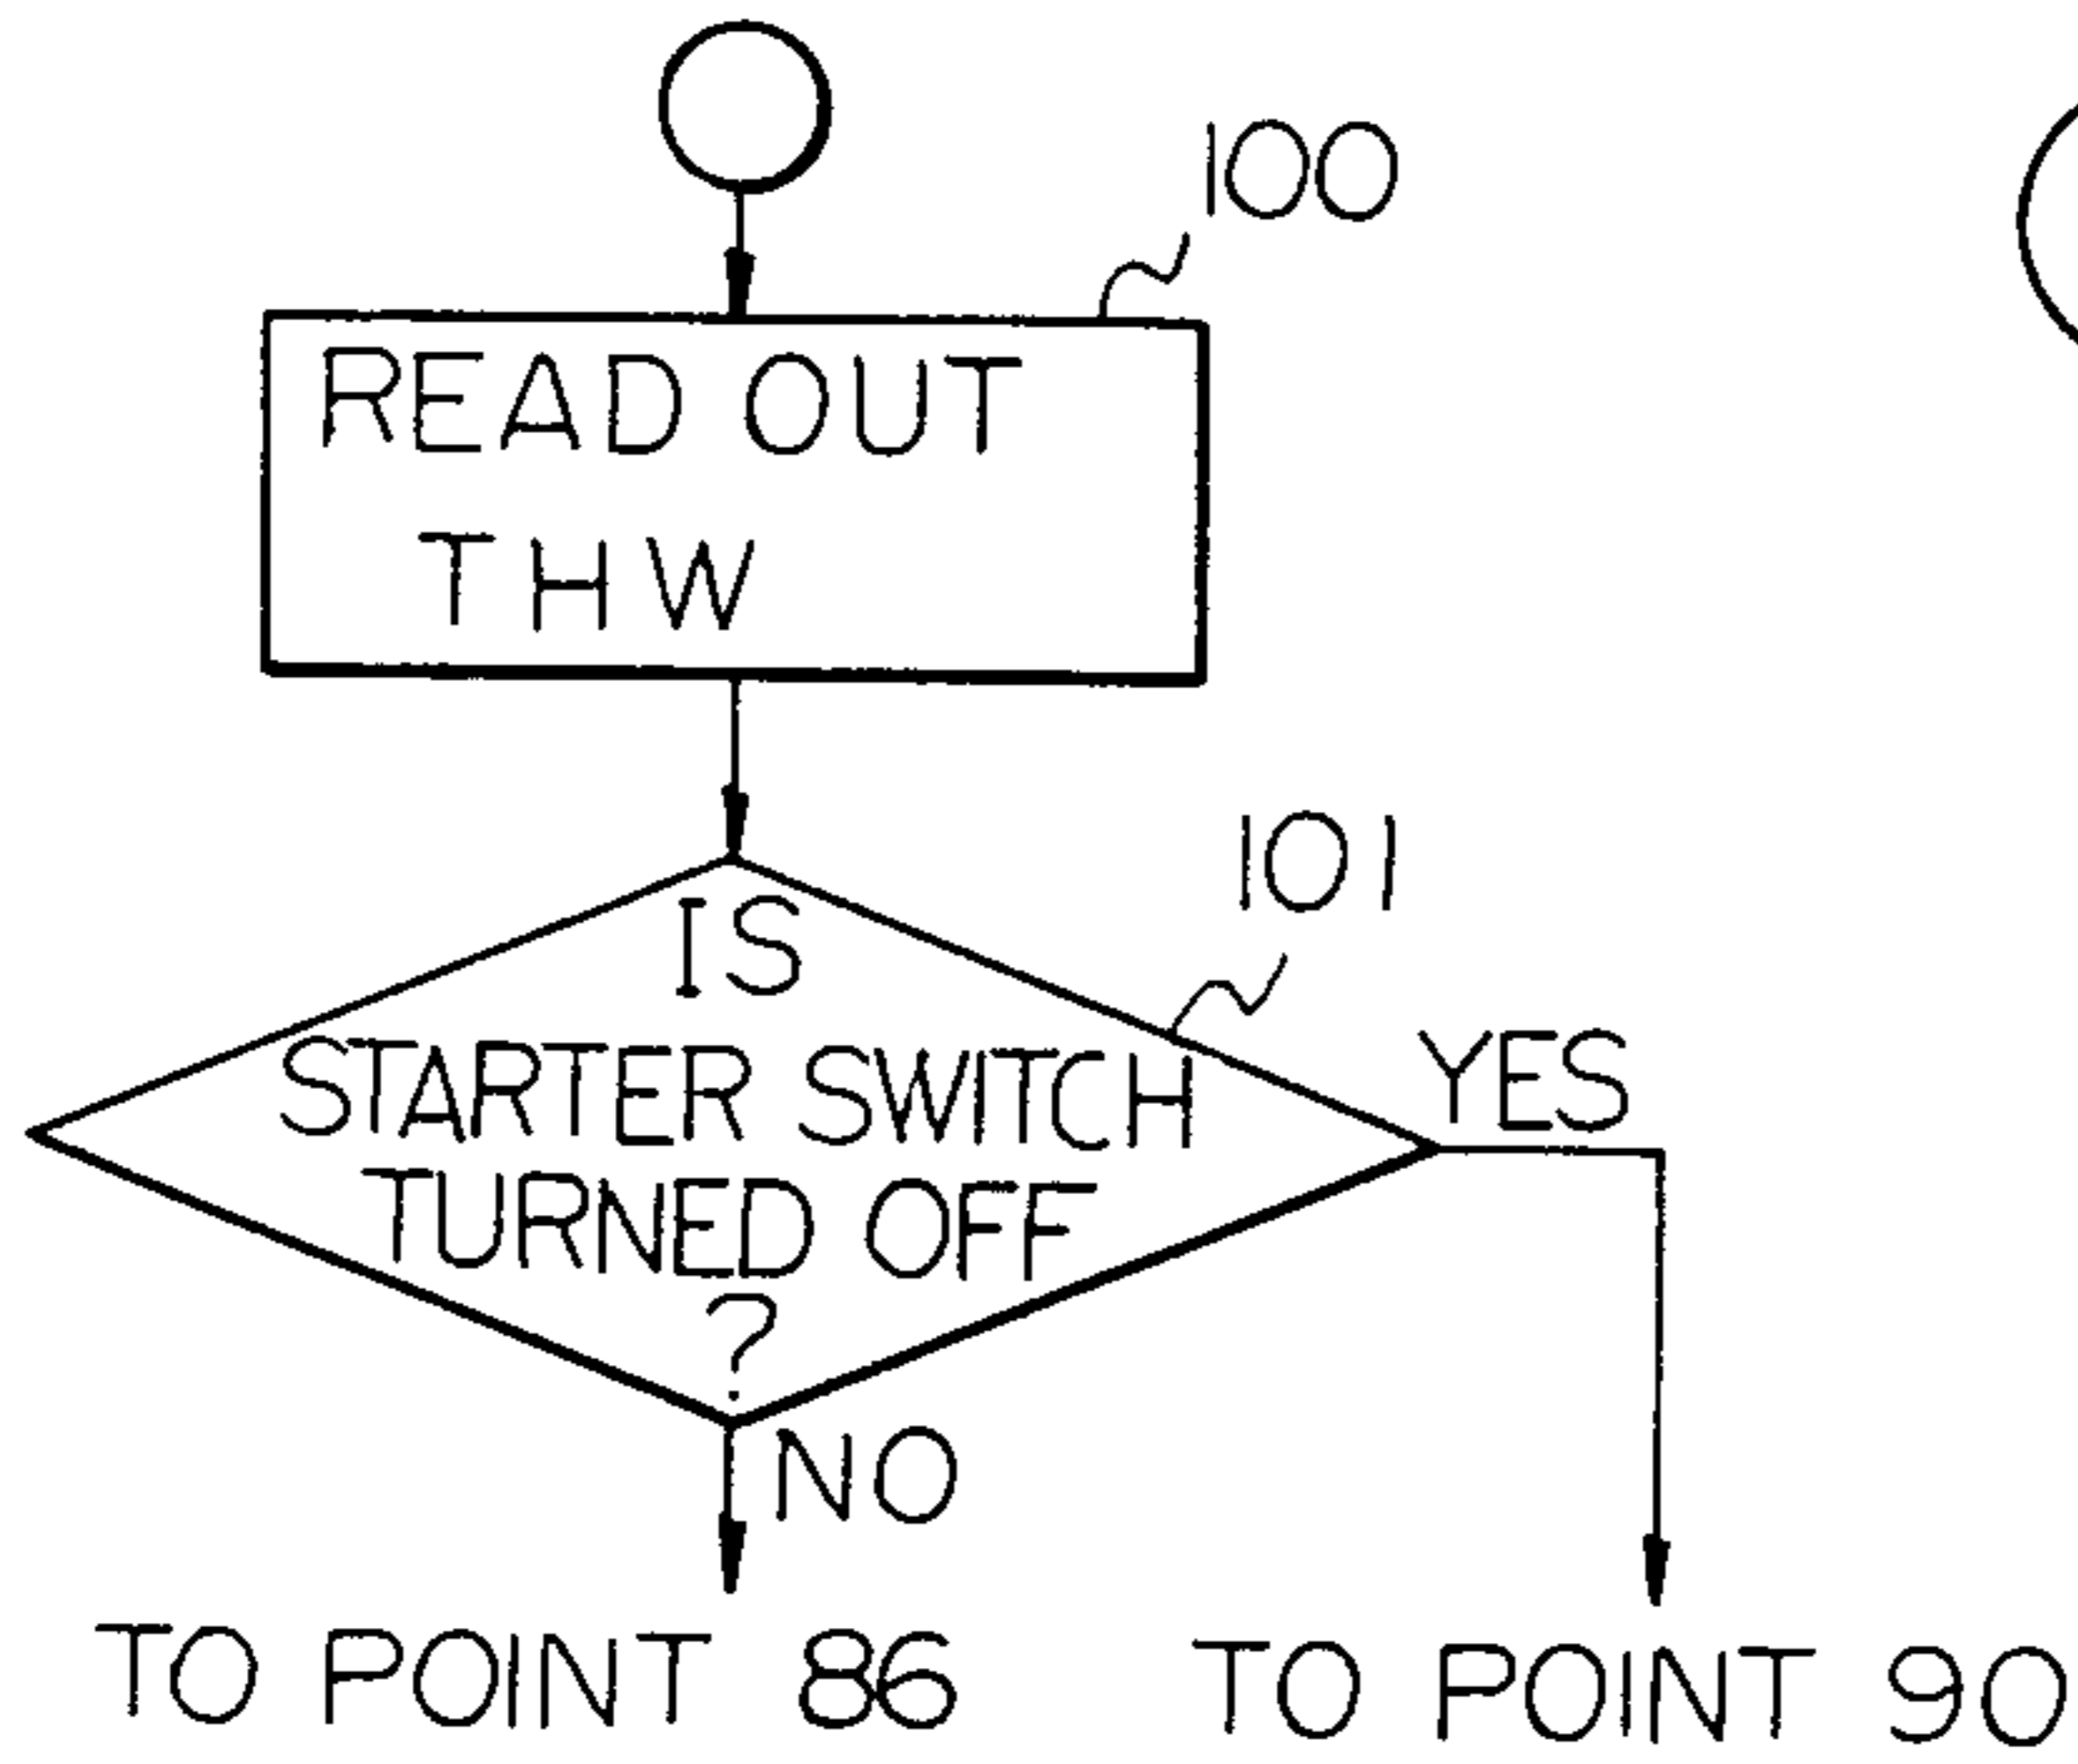 100
READ OUT
THW
101
IS
STARTER SWITCH
TURNED OFF
?
YES
NO
TO POINT 86
TO POINT 90